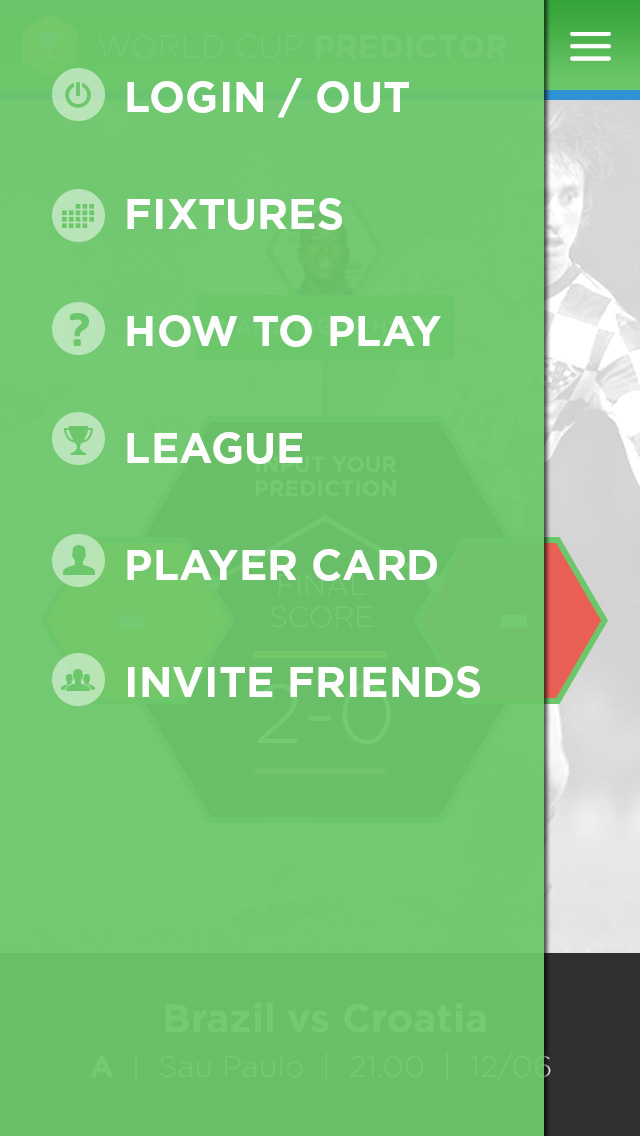 WORLD CUP PREDICTOR
LOGIN / OUT
FIXTURES
HOW TO PLAY
LEAGUE
INPUT YOUR
PREDICTION
PLAYER CARD
FINAL
SCORE
INVITE FRIENDS
2-0
Brazil vs Croatia
A | Sau Paulo | 21.00 | 12/06